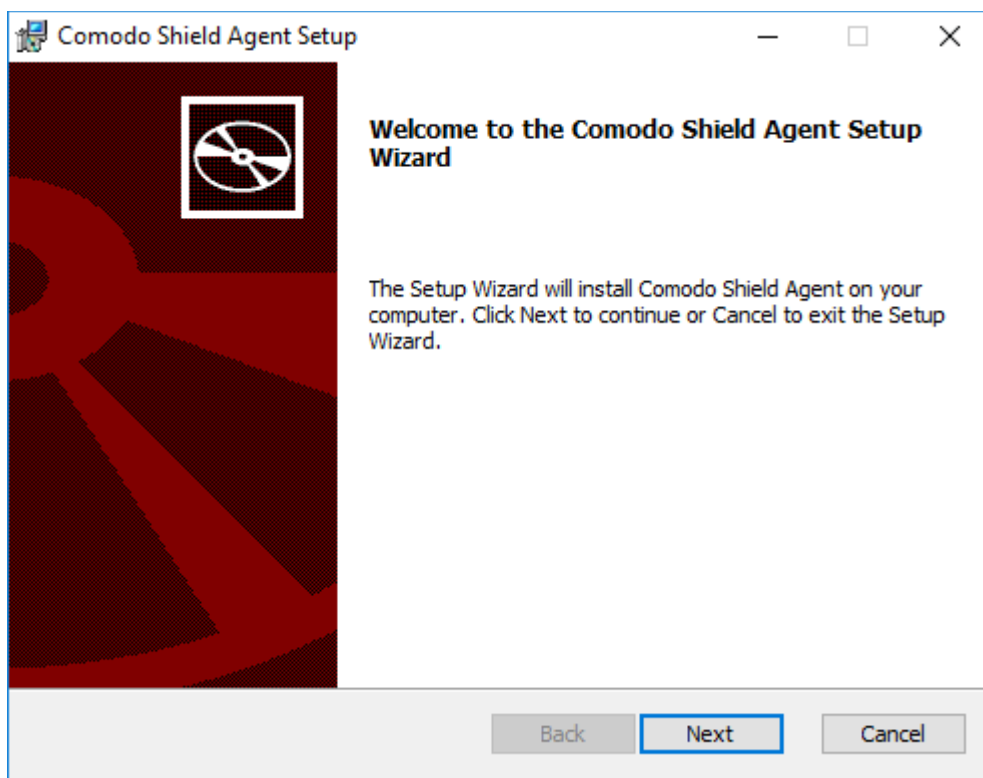 Comodo Shield Agent Setup
Welcome to the Comodo Shield Agent Setup
Wizard
The Setup Wizard will install Comodo Shield Agent on your
computer. Click Next to continue or Cancel to exit the Setup
Wizard.
Back
Next
Cancel